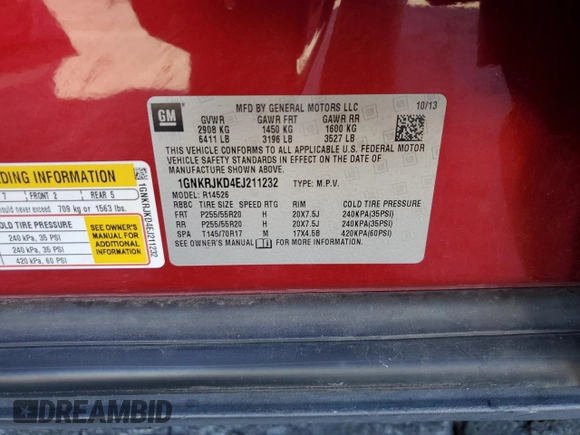 GM
MFD BY GENERAL MOTORS LLC 10/13
GVWR GAWR FRT GAWR RR
2908 KG 1450 KG 1600 KG
6411 LB 3196 LB 3527 LB
THIS VEHICLE CONFORMS TO ALL APPLICABLE U.S. FEDERAL MOTOR
VEHICLE SAFETY STANDARDS IN EFFECT ON THE DATE OF
MANUFACTURE SHOWN ABOVE.
1GNKRJKD4EJ211232 TYPE: M.P.V.
MODEL: R14526
RBBC TIRE SIZE SPEED RTG RIM COLD TIRE PRESSURE
FRT P255/55R20 H 20X7.5J 240KPA(35PSI)
RR P255/55R20 H 20X7.5J 240KPA(35PSI)
SPA T145/70R17 M 17X4.5B 420KPA(60PSI)
DING INFORMATION
7 FRONT 2 REAR 5
ould never exceed 709 kg or 1563 lbs.
COLD TIRE PRESSURE
240 kPa, 35 PSI
240 kPa, 35 PSI
420 kPa, 60 PSI
SEE OWNER'S
MANUAL FOR
ADDITIONAL
INFORMATION
1GNKRJKD4EJ211232
DREAMBID